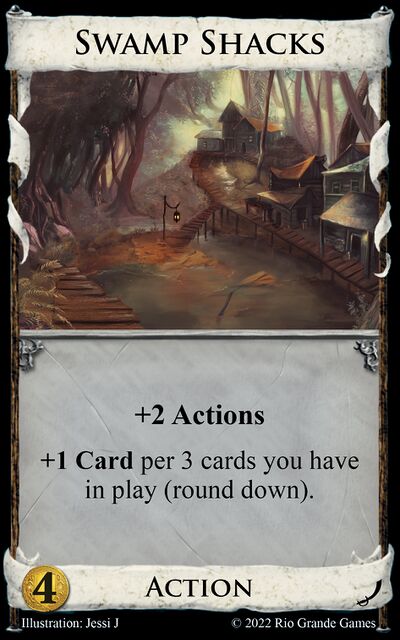 Swamp Shacks
+2 Actions
+1 Card per 3 cards you have
in play (round down).
4
Action
Illustration: Jessi J
© 2022 Rio Grande Games